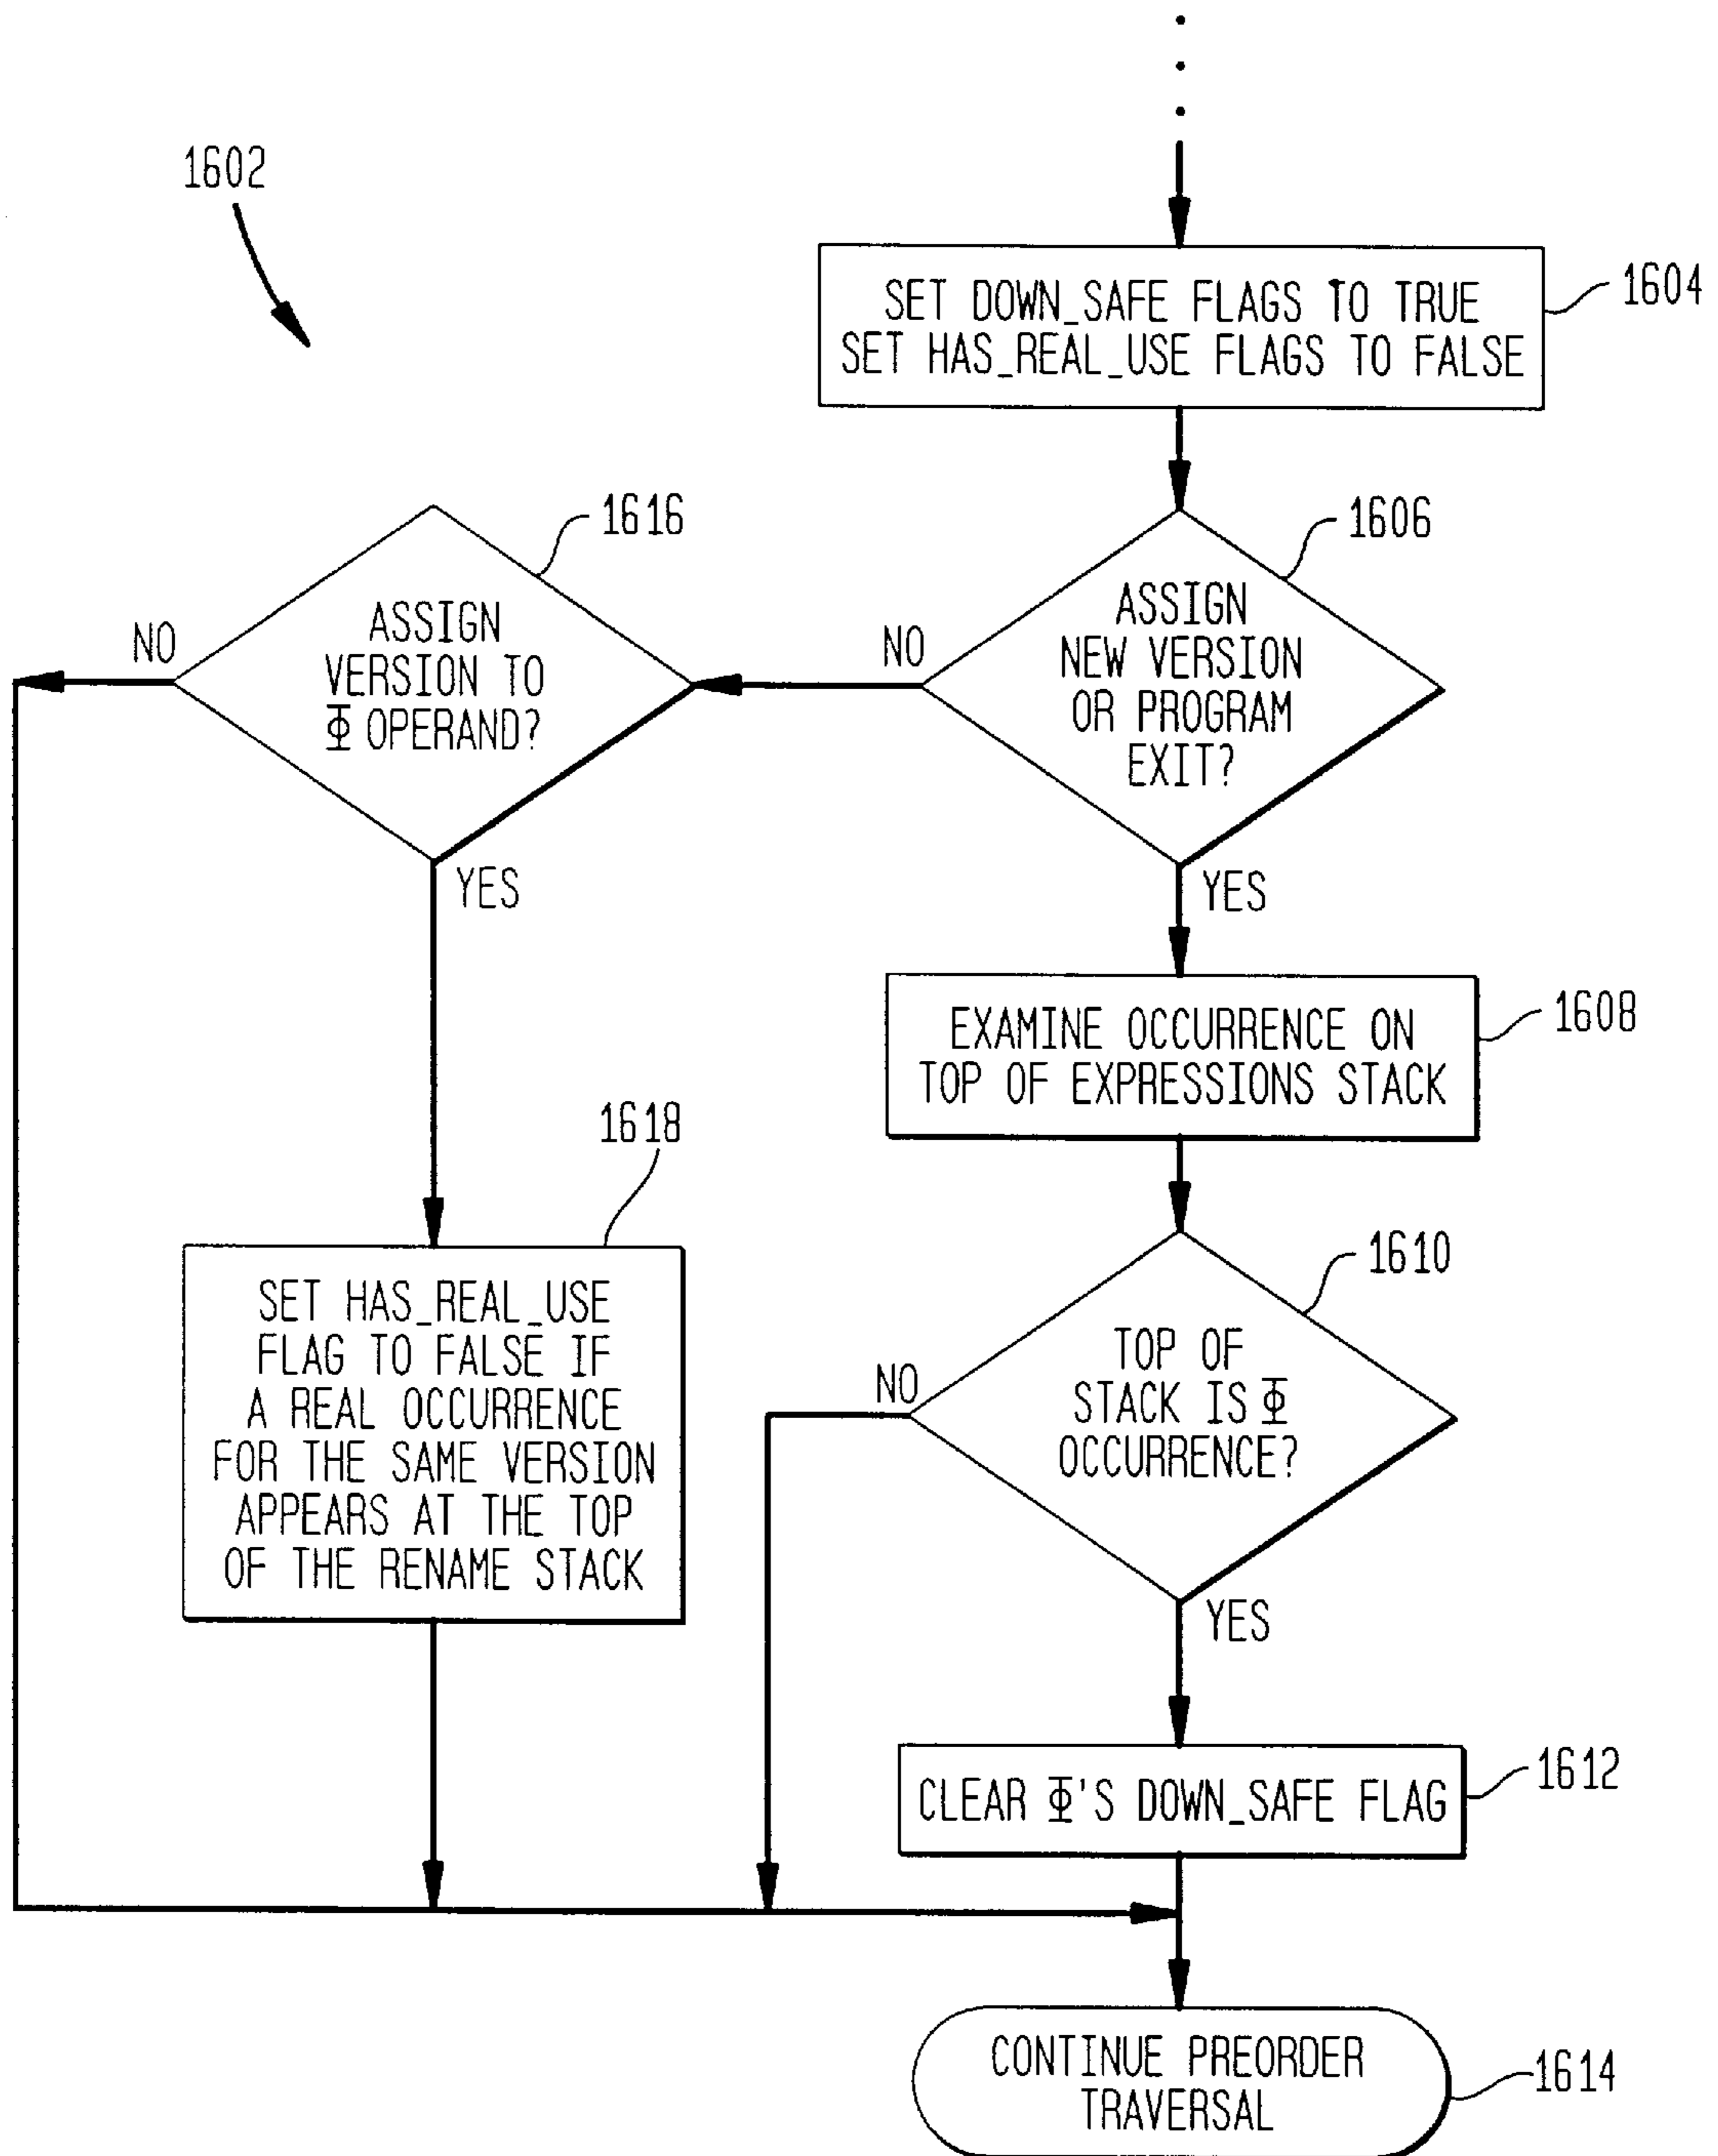 1602
SET DOWN_SAFE FLAGS TO TRUE
SET HAS_REAL_USE FLAGS TO FALSE
1604
1616
ASSIGN
VERSION TO
Φ OPERAND?
NO
YES
1606
ASSIGN
NEW VERSION
OR PROGRAM
EXIT?
NO
YES
EXAMINE OCCURRENCE ON
TOP OF EXPRESSIONS STACK
1608
1618
SET HAS_REAL_USE
FLAG TO FALSE IF
A REAL OCCURRENCE
FOR THE SAME VERSION
APPEARS AT THE TOP
OF THE RENAME STACK
1610
TOP OF
STACK IS Φ
OCCURRENCE?
NO
YES
CLEAR Φ'S DOWN_SAFE FLAG
1612
CONTINUE PREORDER
TRAVERSAL
1614